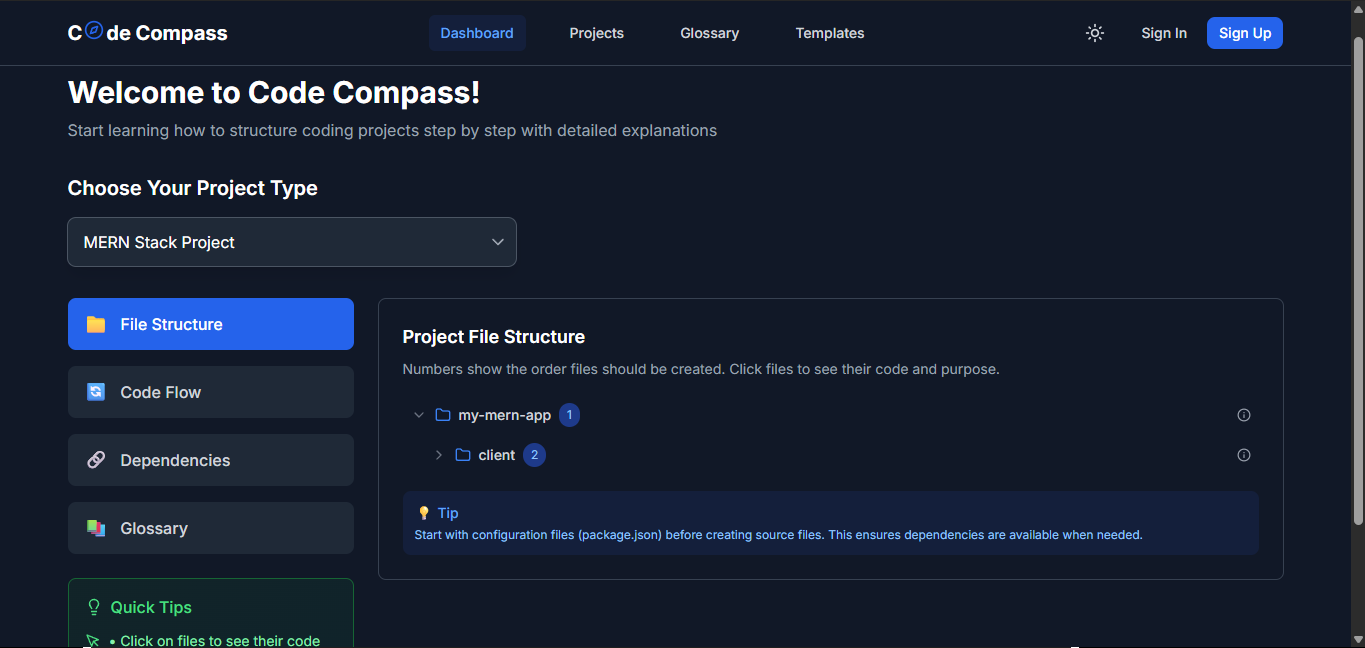 Code Compass
Dashboard
Projects
Glossary
Templates
Sign In
Sign Up
Welcome to Code Compass!
Start learning how to structure coding projects step by step with detailed explanations
Choose Your Project Type
MERN Stack Project
File Structure
Code Flow
Dependencies
Glossary
Quick Tips
• Click on files to see their code
Project File Structure
Numbers show the order files should be created. Click files to see their code and purpose.
my-mern-app 1
client 2
Tip
Start with configuration files (package.json) before creating source files. This ensures dependencies are available when needed.